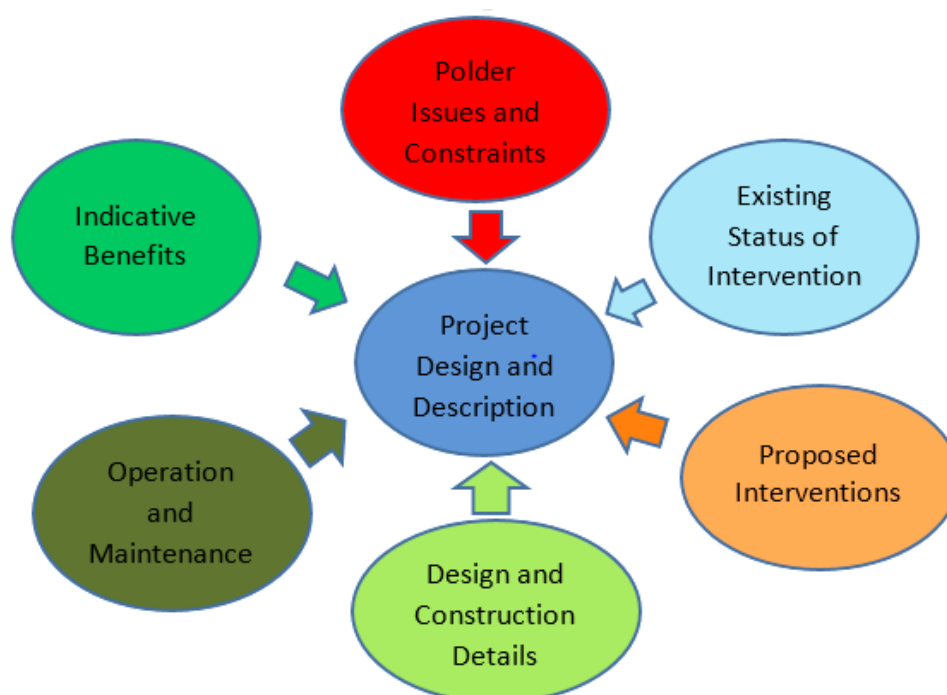 Polder
Issues and
Constraints
Existing
Status of
Intervention
Proposed
Interventions
Design and
Construction
Details
Operation
and
Maintenance
Indicative
Benefits
Project
Design and
Description